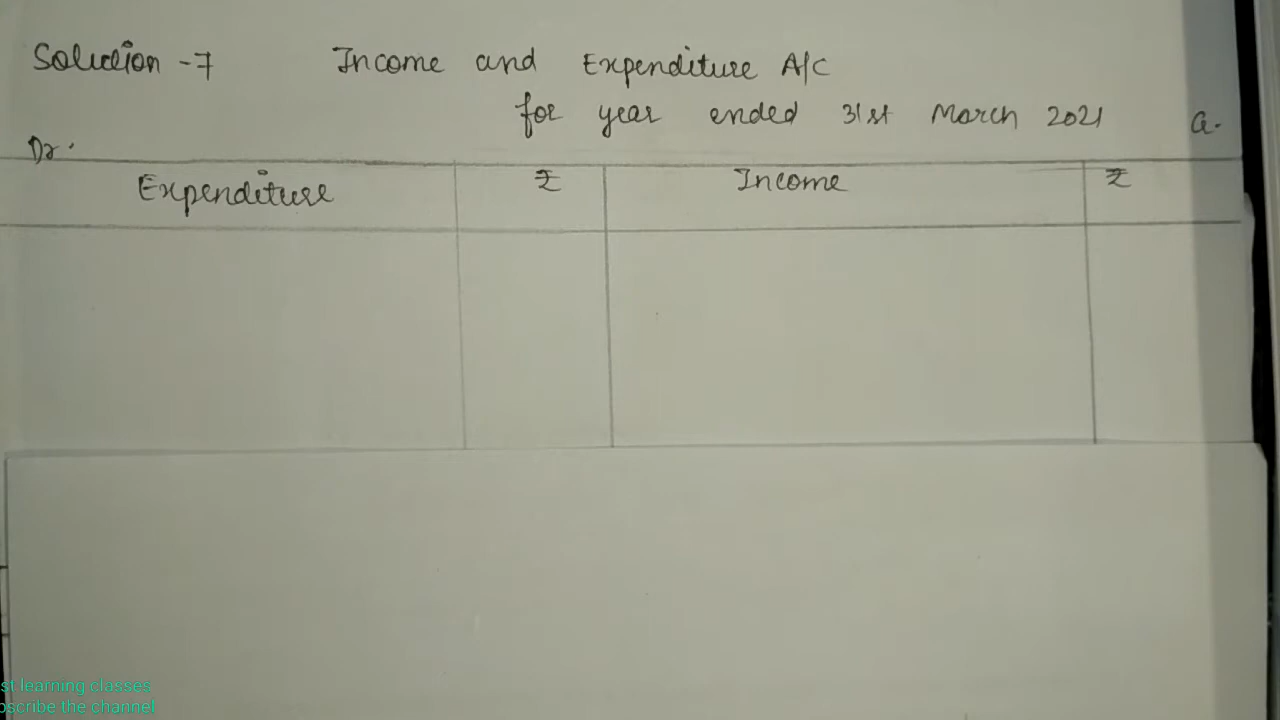 Solution -7 Income and Expenditure A/C
for year ended 31st March 2021 Cr.
Dr.
Expenditure ₹ Income ₹
st learning classes
bscribe the channel